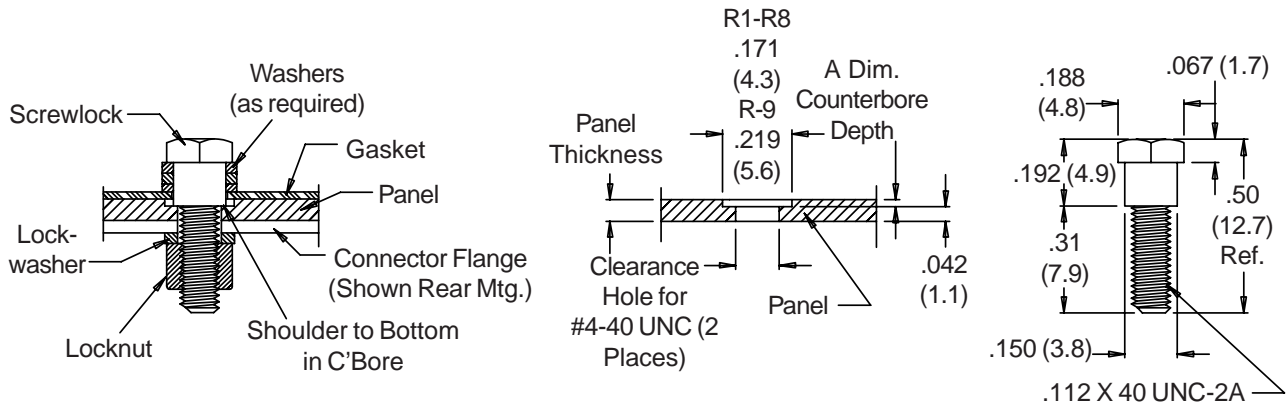 Washers
(as required)
Screwlock
Gasket
Panel
Lock-
washer
Connector Flange
(Shown Rear Mtg.)
Shoulder to Bottom
in C'Bore
Locknut
R1-R8
.171
(4.3)
R-9
.219
(5.6)
A Dim.
Counterbore
Depth
Panel
Thickness
Clearance
Hole for
#4-40 UNC (2
Places)
Panel
.042
(1.1)
.188
(4.8)
.067 (1.7)
.192 (4.9)
.50
(12.7)
Ref.
.31
(7.9)
.150 (3.8)
.112 X 40 UNC-2A